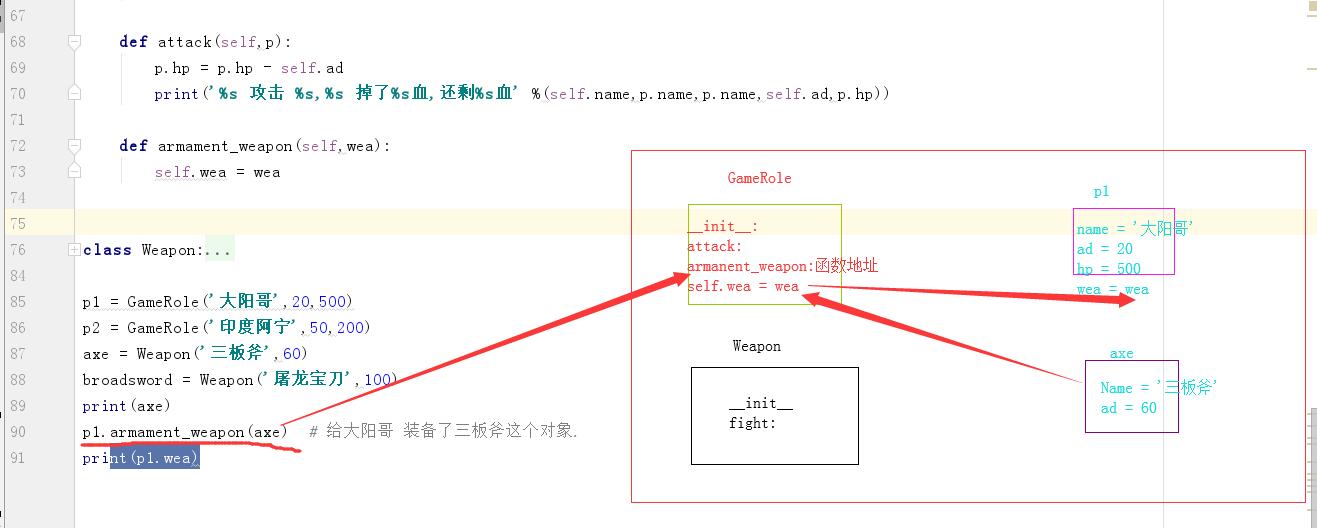 67
68 def attack(self,p):
69 p.hp = p.hp - self.ad
70 print('%s 攻击 %s,%s 掉了%s血,还剩%s血' %(self.name,p.name,p.name,self.ad,p.hp))
71
72 def armament_weapon(self,wea):
73 self.wea = wea
74
75
76 class Weapon:...
84
85 p1 = GameRole('大阳哥',20,500)
86 p2 = GameRole('印度阿宁',50,200)
87 axe = Weapon('三板斧',60)
88 broadsword = Weapon('屠龙宝刀',100)
89 print(axe)
90 p1.armament_weapon(axe) # 给大阳哥 装备了三板斧这个对象.
91 print(p1.wea)
GameRole
__init__:
attack:
armanent_weapon:函数地址
self.wea = wea
p1
name = '大阳哥'
ad = 20
hp = 500
wea = wea
Weapon
__init__
fight:
axe
Name = '三板斧'
ad = 60